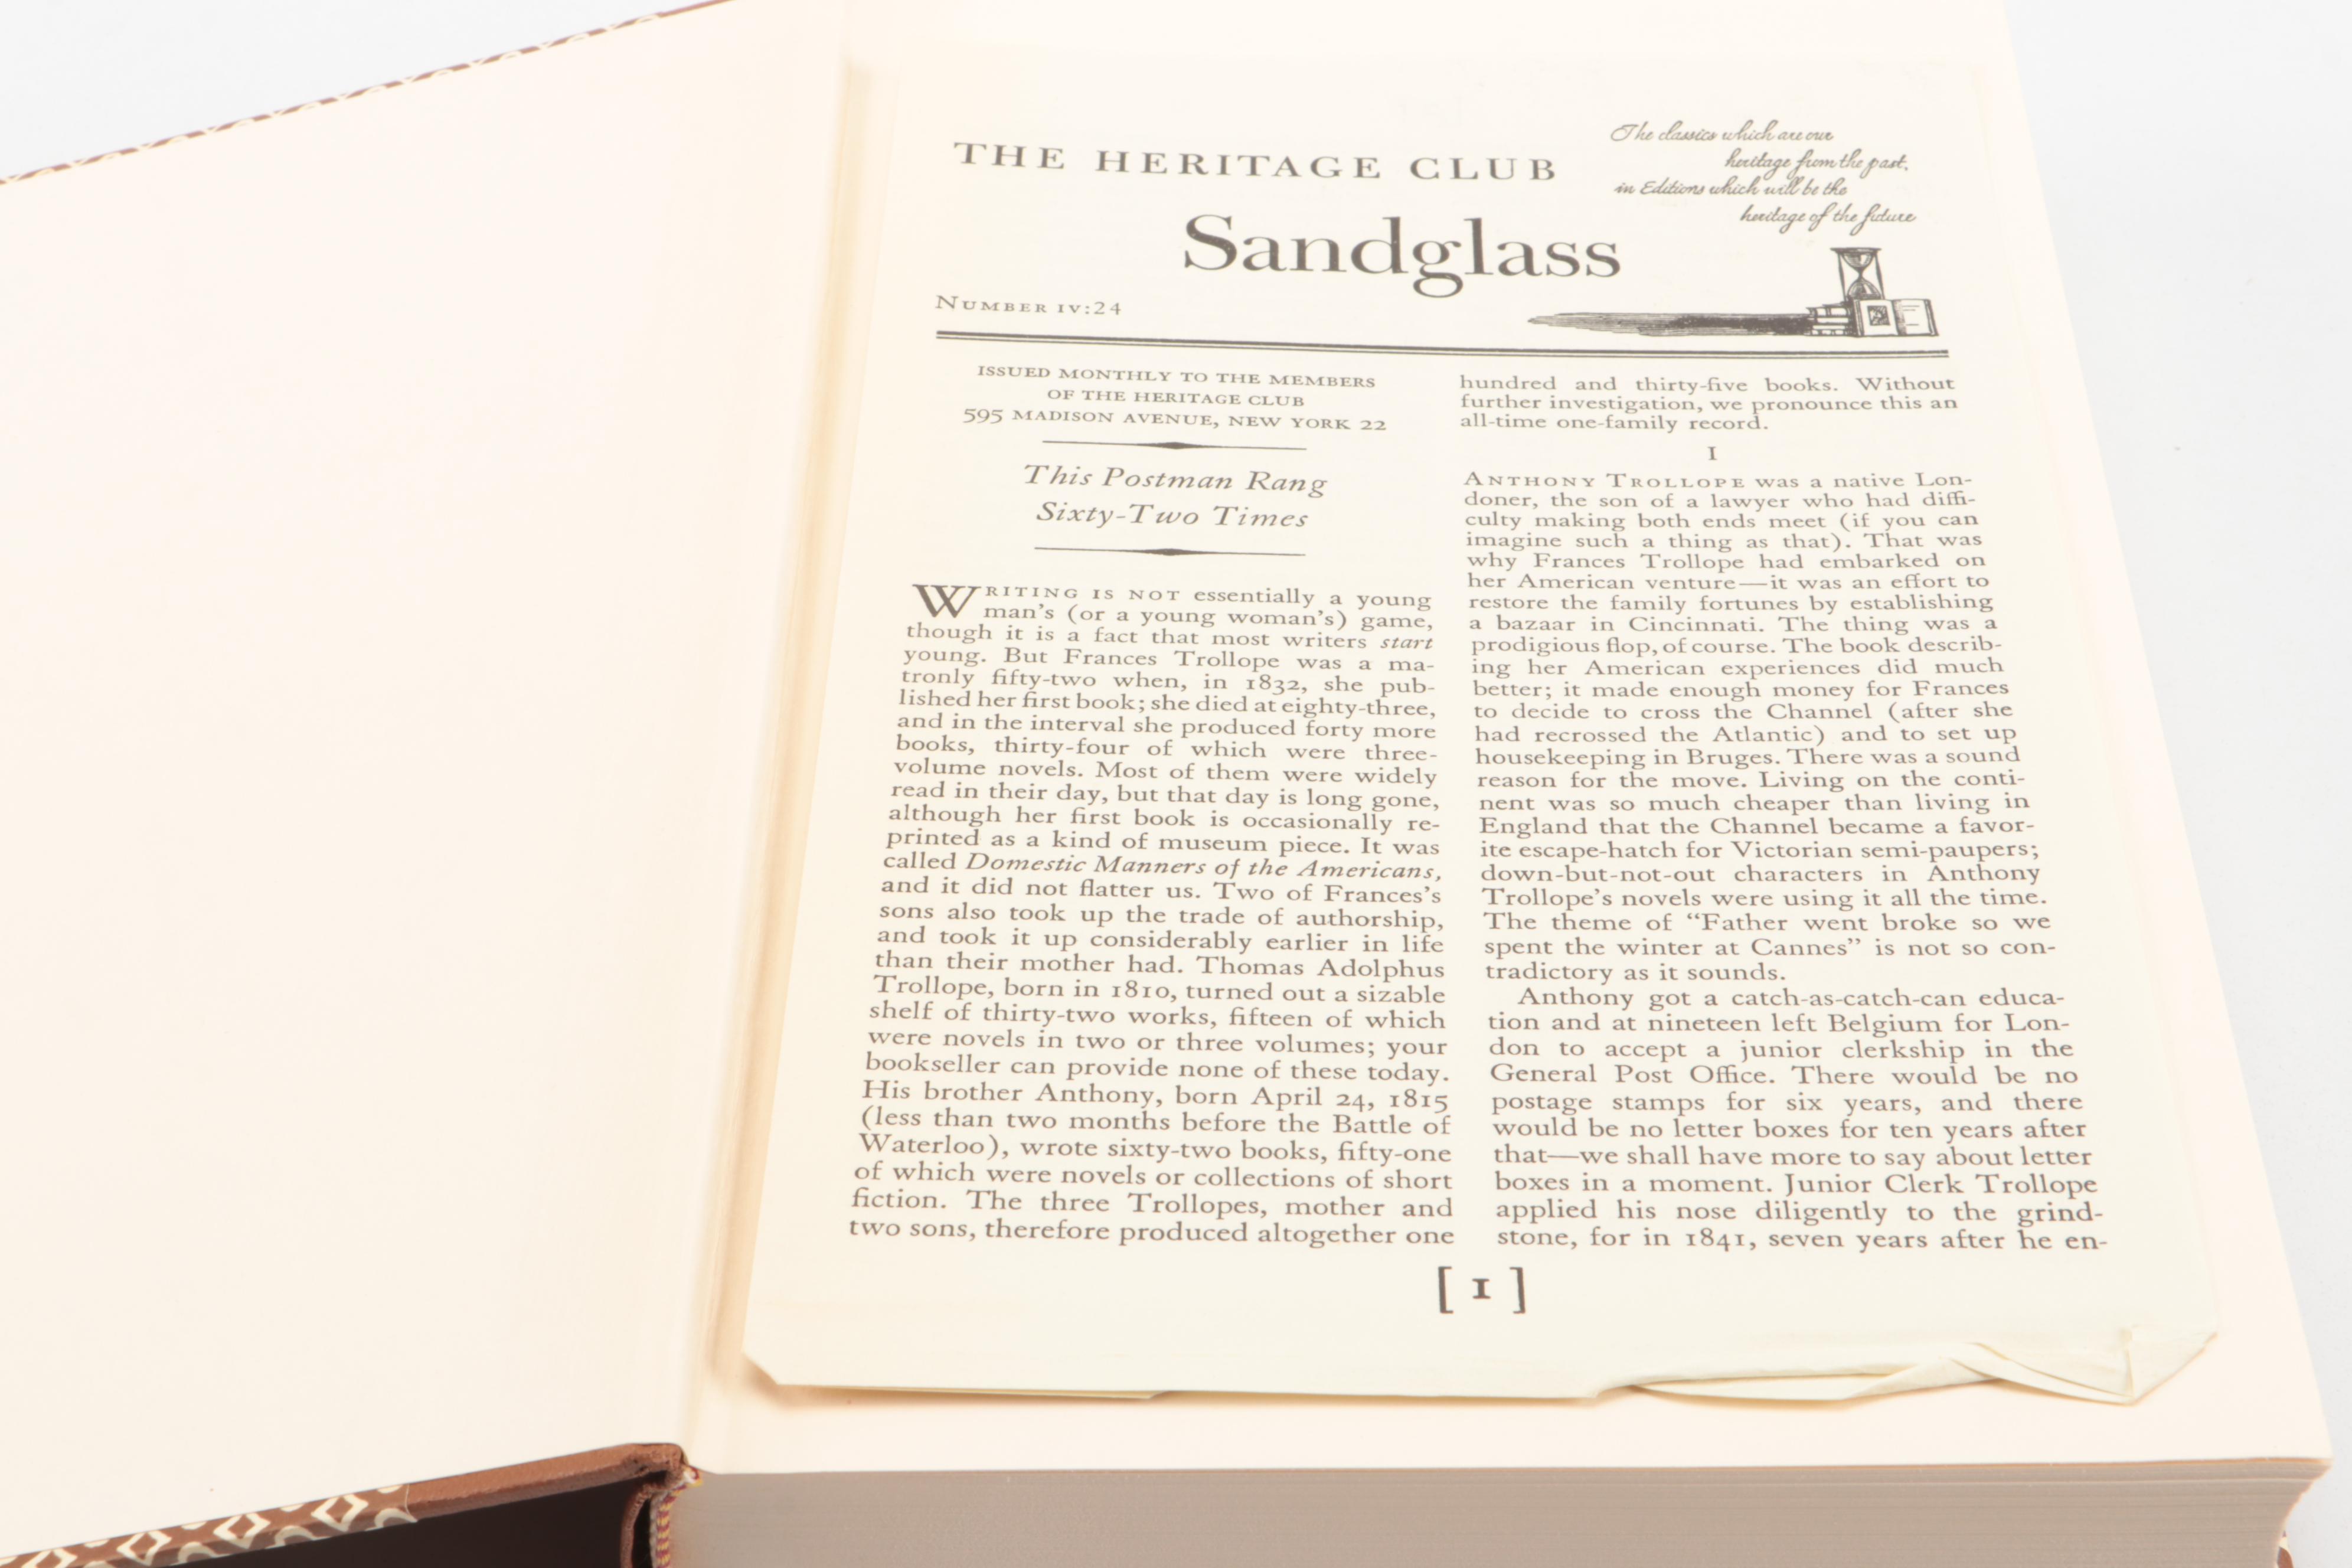 THE HERITAGE CLUB
Sandglass
The classics which are our
heritage from the past,
in Editions which will be the
heritage of the future
NUMBER IV:24
ISSUED MONTHLY TO THE MEMBERS
OF THE HERITAGE CLUB
595 MADISON AVENUE, NEW YORK 22
This Postman Rang
Sixty-Two Times
WRITING IS NOT essentially a young
man's (or a young woman's) game,
though it is a fact that most writers start
young. But Frances Trollope was a ma-
tronly fifty-two when, in 1832, she pub-
lished her first book; she died at eighty-three,
and in the interval she produced forty more
books, thirty-four of which were three-
volume novels. Most of them were widely
read in their day, but that day is long gone,
although her first book is occasionally re-
printed as a kind of museum piece. It was
called Domestic Manners of the Americans,
and it did not flatter us. Two of Frances's
sons also took up the trade of authorship,
and took it up considerably earlier in life
than their mother had. Thomas Adolphus
Trollope, born in 1810, turned out a sizable
shelf of thirty-two works, fifteen of which
were novels in two or three volumes; your
bookseller can provide none of these today.
His brother Anthony, born April 24, 1815
(less than two months before the Battle of
Waterloo), wrote sixty-two books, fifty-one
of which were novels or collections of short
fiction. The three Trollopes, mother and
two sons, therefore produced altogether one
hundred and thirty-five books. Without
further investigation, we pronounce this an
all-time one-family record.
I
ANTHONY TROLLOPE was a native Lon-
doner, the son of a lawyer who had diffi-
culty making both ends meet (if you can
imagine such a thing as that). That was
why Frances Trollope had embarked on
her American venture—it was an effort to
restore the family fortunes by establishing
a bazaar in Cincinnati. The thing was a
prodigious flop, of course. The book describ-
ing her American experiences did much
better; it made enough money for Frances
to decide to cross the Channel (after she
had recrossed the Atlantic) and to set up
housekeeping in Bruges. There was a sound
reason for the move. Living on the conti-
nent was so much cheaper than living in
England that the Channel became a favor-
ite escape-hatch for Victorian semi-paupers;
down-but-not-out characters in Anthony
Trollope's novels were using it all the time.
The theme of “Father went broke so we
spent the winter at Cannes” is not so con-
tradictory as it sounds.
Anthony got a catch-as-catch-can educa-
tion and at nineteen left Belgium for Lon-
don to accept a junior clerkship in the
General Post Office. There would be no
postage stamps for six years, and there
would be no letter boxes for ten years after
that—we shall have more to say about letter
boxes in a moment. Junior Clerk Trollope
applied his nose diligently to the grind-
stone, for in 1841, seven years after he en-
[ 1 ]